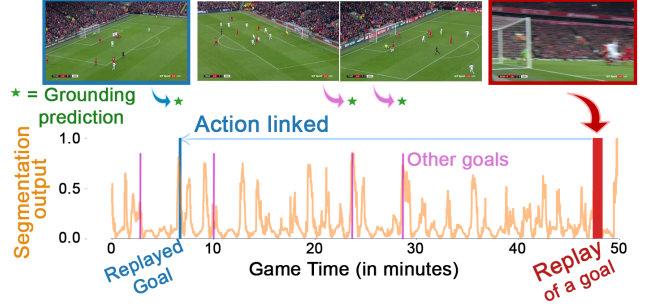 ★ = Grounding
prediction
Action linked
Segmentation
output
1.0
0.5
0.0
Other goals
0
10
20
30
40
50
Replayed
Goal
Game Time (in minutes)
Replay
of a goal